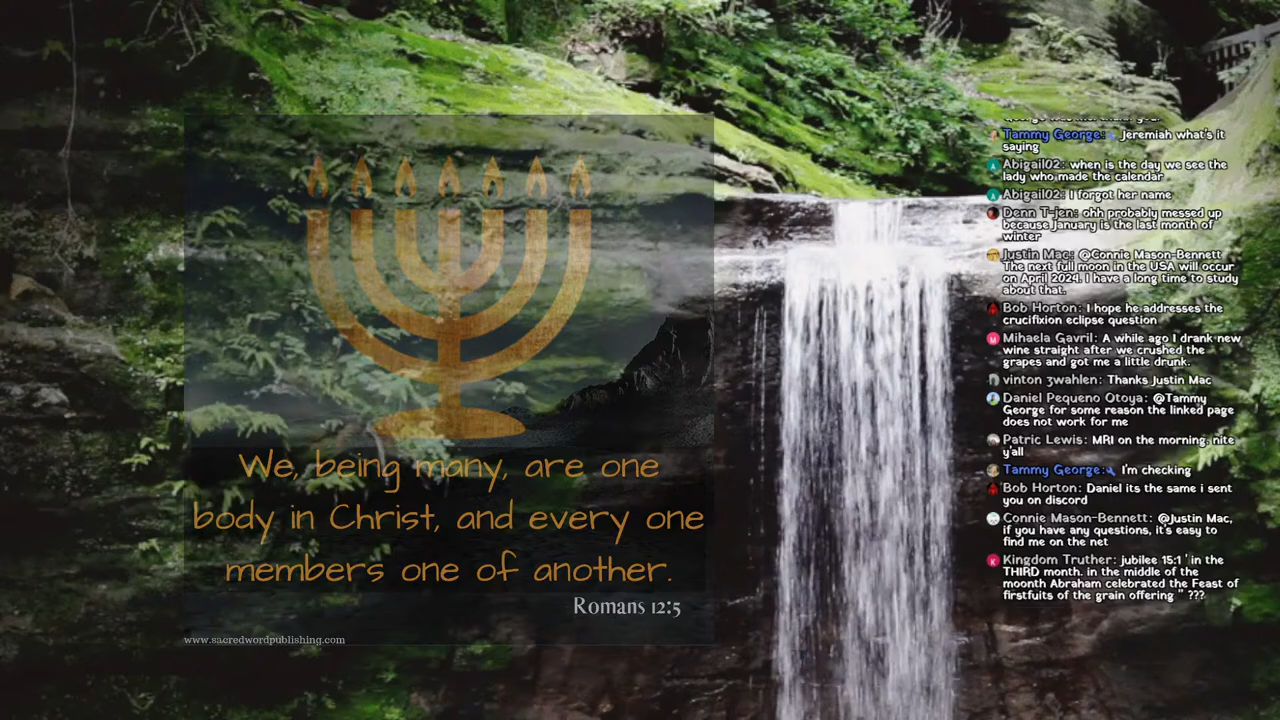 We, being many, are one
body in Christ, and every one
members one of another.
Romans 12:5
www.sacredwordpublishing.com
Tammy George: Jeremiah what's it
saying
Abigail02: when is the day we see the
lady who made the calendar
Abigail02: I forgot her name
Denn T-Jen: ohh probably messed up
because January is the last month of
winter
Justin Mac: @Connie Mason-Bennett
The next full moon in the USA will occur
on April 2024. I have a long time to study
about that.
Bob Horton: I hope he addresses the
crucifixion eclipse question
Mihaela Gavril: A while ago I drank new
wine straight after we crushed the
grapes and got me a little drunk.
vinton 3wahlen: Thanks Justin Mac
Daniel Pequeno Otoya: @Tammy
George for some reason the linked page
does not work for me
Patric Lewis: MRI on the morning, nite
y'all
Tammy George: I'm checking
Bob Horton: Daniel its the same i sent
you on discord
Connie Mason-Bennett: @Justin Mac,
if you have any questions, it's easy to
find me on the net
Kingdom Truther: jubilee 15:1 ' in the
THIRD month. in the middle of the
moonth Abraham celebrated the Feast of
firstfuits of the grain offering " ???